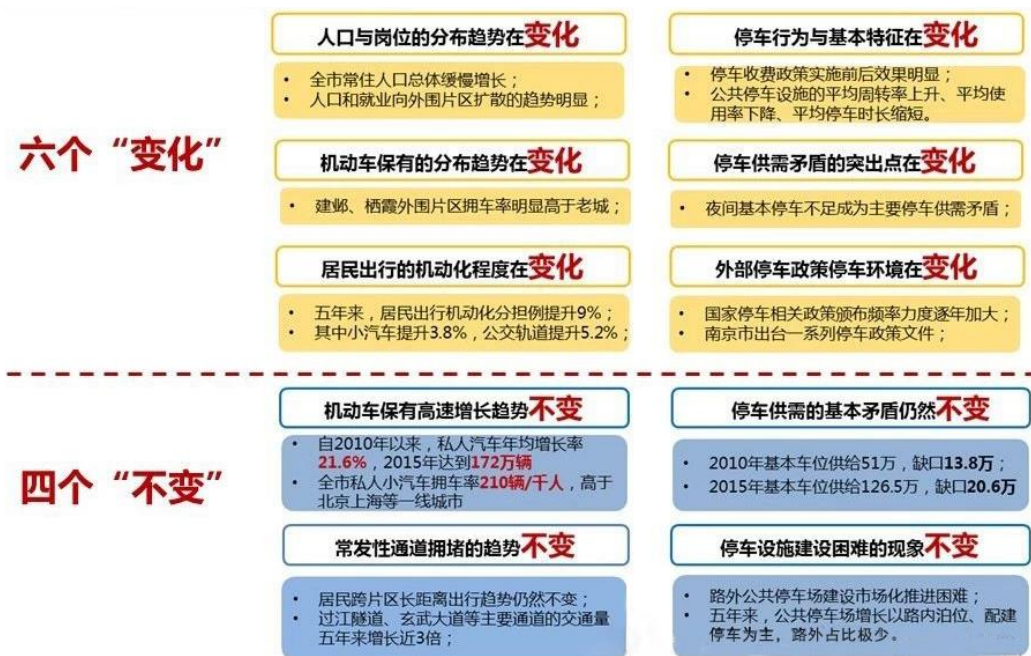 六个“变化”
人口与岗位的分布趋势在变化
• 全市常住人口总体缓慢增长；
• 人口和就业向外围片区扩散的趋势明显；
停车行为与基本特征在变化
• 停车收费政策实施前后效果明显；
• 公共停车设施的平均周转率上升、平均使
用率下降、平均停车时长缩短。
机动车保有的分布趋势在变化
• 建邺、栖霞外围片区拥车率明显高于老城；
停车供需矛盾的突出点在变化
• 夜间基本停车不足成为主要停车供需矛盾；
居民出行的机动化程度在变化
• 五年来，居民出行机动化分担例提升9%；
• 其中小汽车提升3.8%，公交轨道提升5.2%；
外部停车政策停车环境在变化
• 国家停车相关政策颁布频率力度逐年加大；
• 南京市出台一系列停车政策文件；
四个“不变”
机动车保有高速增长趋势不变
• 自2010年以来，私人汽车年均增长率
21.6%，2015年达到172万辆
• 全市私人小汽车拥车率210辆/千人，高于
北京上海等一线城市
停车供需的基本矛盾仍然不变
• 2010年基本车位供给51万，缺口13.8万；
• 2015年基本车位供给126.5万，缺口20.6万
常发性通道拥堵的趋势不变
• 居民跨片区长距离出行趋势仍然不变；
• 过江隧道、玄武大道等主要通道的交通量
五年来增长近3倍；
停车设施建设困难的现象不变
• 路外公共停车场建设市场化推进困难；
• 五年来，公共停车场增长以路内泊位、配建
停车为主，路外占比极少。